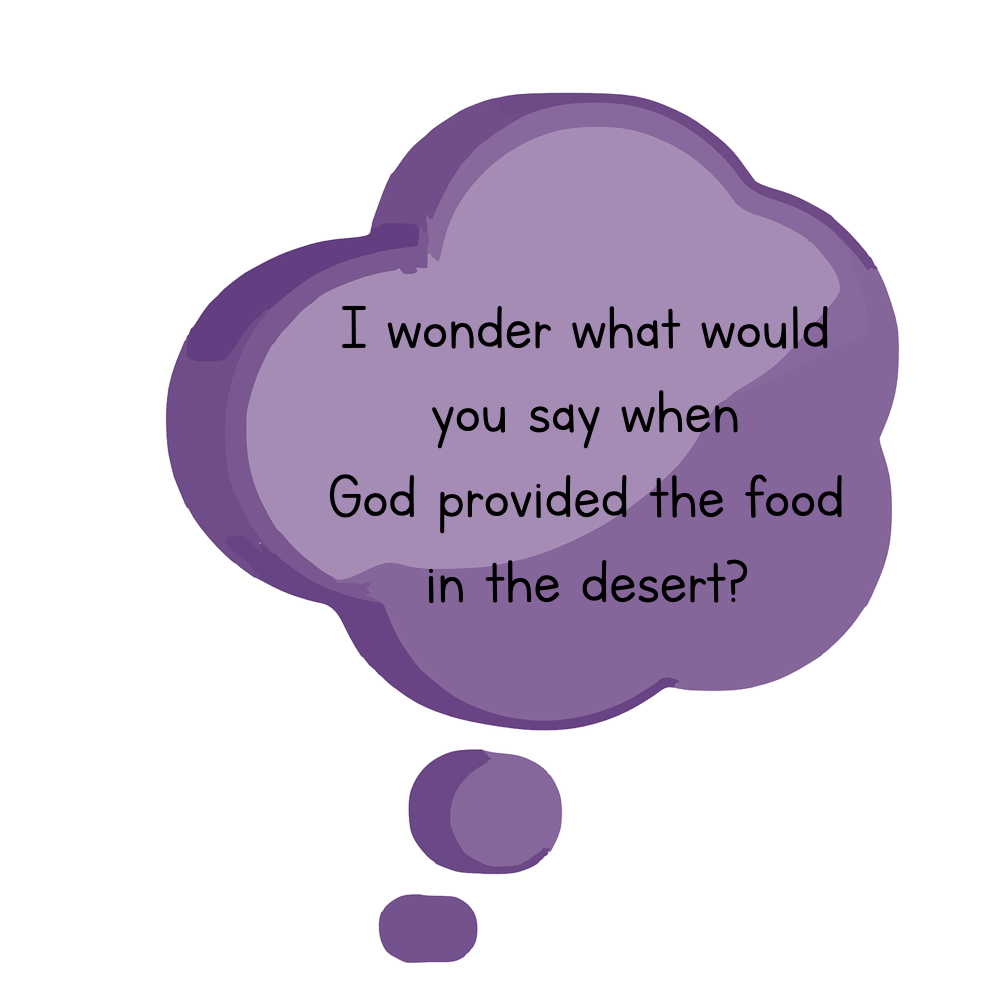 I wonder what would
you say when
God provided the food
in the desert?